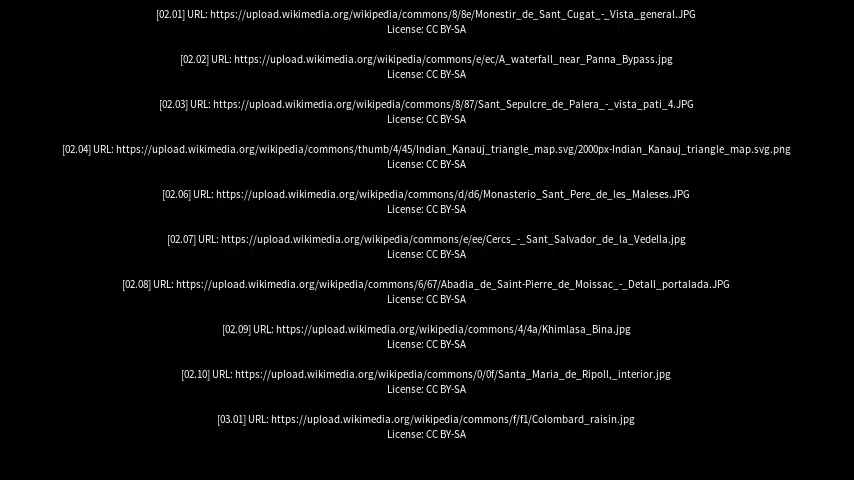 [02.01] URL: https://upload.wikimedia.org/wikipedia/commons/8/8e/Monestir_de_Sant_Cugat_-_Vista_general.JPG
License: CC BY-SA
[02.02] URL: https://upload.wikimedia.org/wikipedia/commons/e/ec/A_waterfall_near_Panna_Bypass.jpg
License: CC BY-SA
[02.03] URL: https://upload.wikimedia.org/wikipedia/commons/8/87/Sant_Sepulcre_de_Palera_-_vista_pati_4.JPG
License: CC BY-SA
[02.04] URL: https://upload.wikimedia.org/wikipedia/commons/thumb/4/45/Indian_Kanauj_triangle_map.svg/2000px-Indian_Kanauj_triangle_map.svg.png
License: CC BY-SA
[02.06] URL: https://upload.wikimedia.org/wikipedia/commons/d/d6/Monasterio_Sant_Pere_de_les_Maleses.JPG
License: CC BY-SA
[02.07] URL: https://upload.wikimedia.org/wikipedia/commons/e/ee/Cercs_-_Sant_Salvador_de_la_Vedella.jpg
License: CC BY-SA
[02.08] URL: https://upload.wikimedia.org/wikipedia/commons/6/67/Abadia_de_Saint-Pierre_de_Moissac_-_Detall_portalada.JPG
License: CC BY-SA
[02.09] URL: https://upload.wikimedia.org/wikipedia/commons/4/4a/Khimlasa_Bina.jpg
License: CC BY-SA
[02.10] URL: https://upload.wikimedia.org/wikipedia/commons/0/0f/Santa_Maria_de_Ripoll,_interior.jpg
License: CC BY-SA
[03.01] URL: https://upload.wikimedia.org/wikipedia/commons/f/f1/Colombard_raisin.jpg
License: CC BY-SA